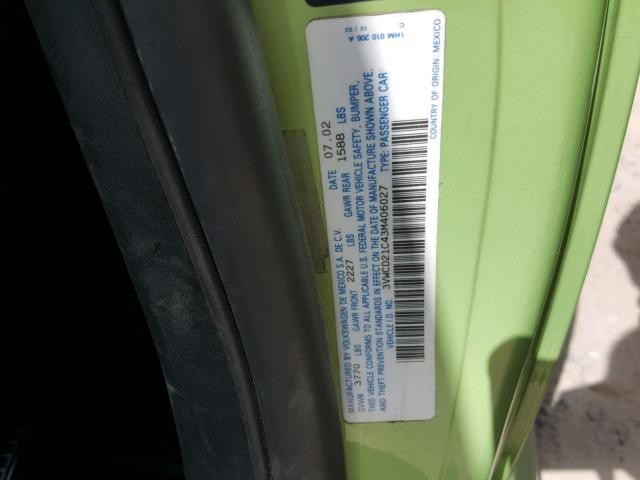 MANUFACTURED BY VOLKSWAGEN DE MEXICO S.A. DE C.V. DATE 07.02
GVWR 3770 LBS GAWR FRONT 2227 LBS GAWR REAR 1588 LBS
THIS VEHICLE CONFORMS TO ALL APPLICABLE U.S. FEDERAL MOTOR VEHICLE SAFETY, BUMPER,
AND THEFT PREVENTION STANDARDS IN EFFECT ON THE DATE OF MANUFACTURE SHOWN ABOVE.
VEHICLE I.D. NO. 3VWCD21C43M406027 TYPE: PASSENGER CAR
COUNTRY OF ORIGIN: MEXICO
1HM 010 205 A
10 / 92